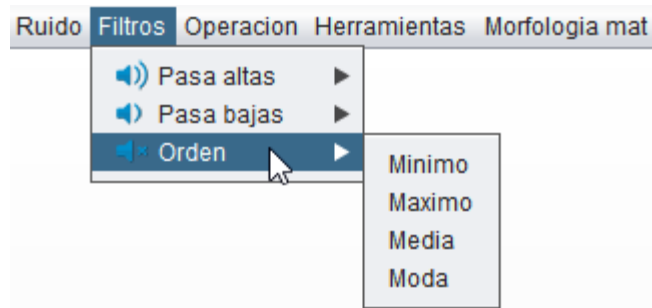 Ruido Filtros Operacion Herramientas Morfologia mat
Pasa altas
Pasa bajas
Orden
Minimo
Maximo
Media
Moda